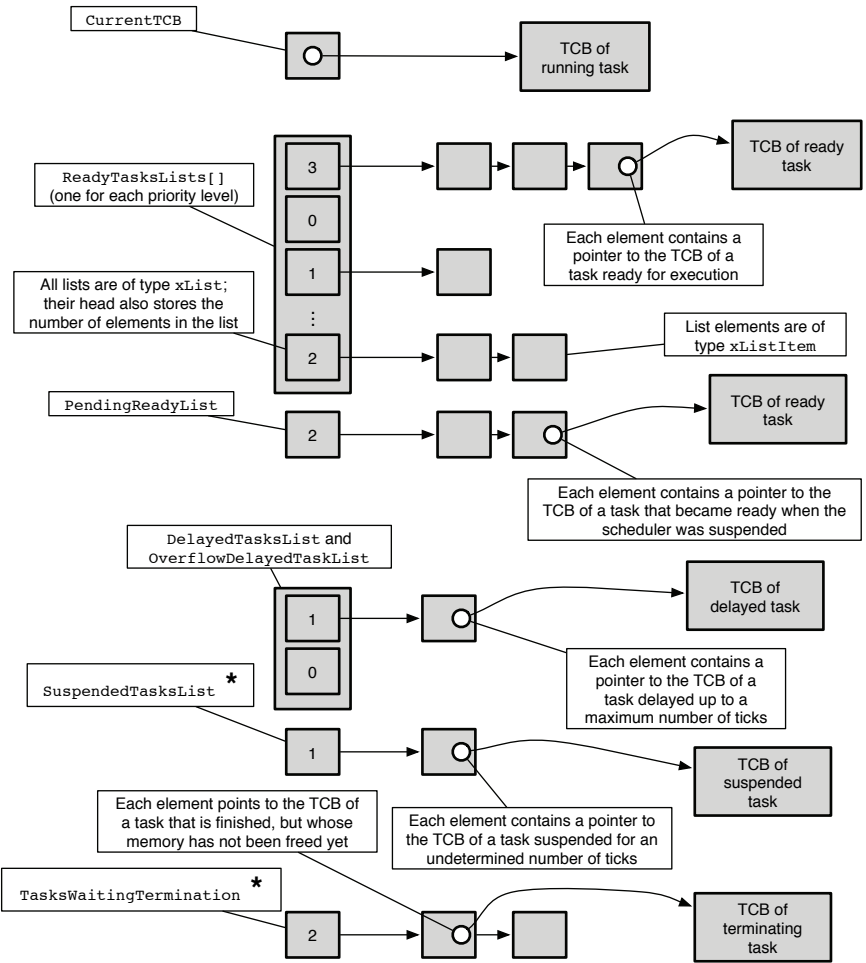 CurrentTCB
TCB of
running task
ReadyTasksLists[]
(one for each priority level)
3
0
1
⋮
2
TCB of ready
task
Each element contains a
pointer to the TCB of a
task ready for execution
All lists are of type xList;
their head also stores the
number of elements in the list
List elements are of
type xListItem
PendingReadyList
2
TCB of ready
task
Each element contains a pointer to the
TCB of a task that became ready when the
scheduler was suspended
DelayedTasksList and
OverflowDelayedTaskList
1
0
TCB of
delayed task
Each element contains a
pointer to the TCB of a
task delayed up to a
maximum number of ticks
SuspendedTasksList *
1
TCB of
suspended
task
Each element contains a pointer to
the TCB of a task suspended for an
undetermined number of ticks
Each element points to the TCB of
a task that is finished, but whose
memory has not been freed yet
TasksWaitingTermination *
2
TCB of
terminating
task